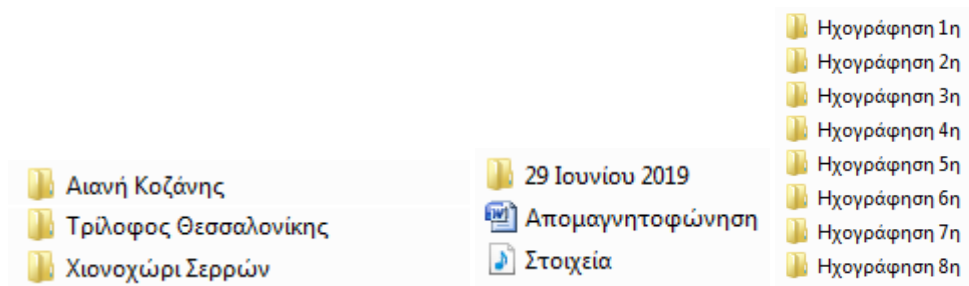 Αιανή Κοζάνης
Τρίλοφος Θεσσαλονίκης
Χιονοχώρι Σερρών
29 Ιουνίου 2019
Απομαγνητοφώνηση
Στοιχεία
Ηχογράφηση 1η
Ηχογράφηση 2η
Ηχογράφηση 3η
Ηχογράφηση 4η
Ηχογράφηση 5η
Ηχογράφηση 6η
Ηχογράφηση 7η
Ηχογράφηση 8η